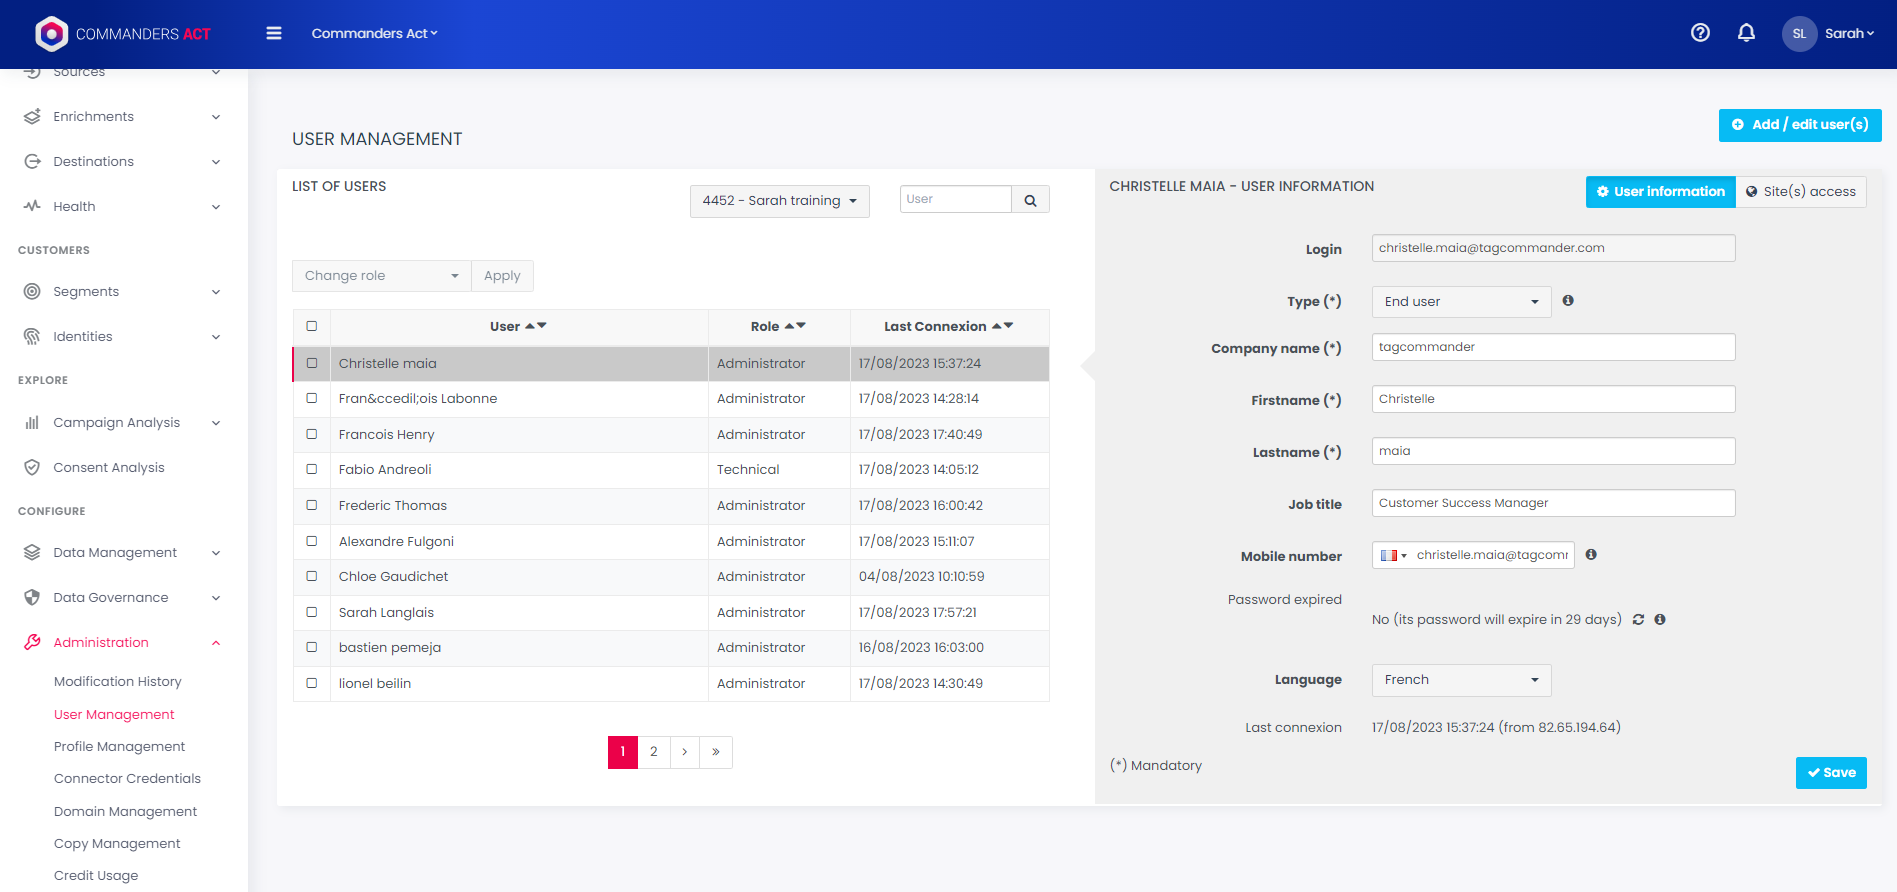 COMMANDERS ACT
Commanders Act
SL
Sarah
Sources
Enrichments
Destinations
Health
CUSTOMERS
Segments
Identities
EXPLORE
Campaign Analysis
Consent Analysis
CONFIGURE
Data Management
Data Governance
Administration
Modification History
User Management
Profile Management
Connector Credentials
Domain Management
Copy Management
Credit Usage
USER MANAGEMENT
Add / edit user(s)
LIST OF USERS
4452 - Sarah training
User
Change role
Apply
User Role Last Connexion
Christelle maia Administrator 17/08/2023 15:37:24
Fran&ccedil;ois Labonne Administrator 17/08/2023 14:28:14
Francois Henry Administrator 17/08/2023 17:40:49
Fabio Andreoli Technical 17/08/2023 14:05:12
Frederic Thomas Administrator 17/08/2023 16:00:42
Alexandre Fulgoni Administrator 17/08/2023 15:11:07
Chloe Gaudichet Administrator 04/08/2023 10:10:59
Sarah Langlais Administrator 17/08/2023 17:57:21
bastien pemeja Administrator 16/08/2023 16:03:00
lionel beilin Administrator 17/08/2023 14:30:49
1 2 › »
CHRISTELLE MAIA - USER INFORMATION
User information
Site(s) access
Login christelle.maia@tagcommander.com
Type (*) End user
Company name (*) tagcommander
Firstname (*) Christelle
Lastname (*) maia
Job title Customer Success Manager
Mobile number christelle.maia@tagcomm
Password expired
No (its password will expire in 29 days)
Language French
Last connexion 17/08/2023 15:37:24 (from 82.65.194.64)
(*) Mandatory
Save